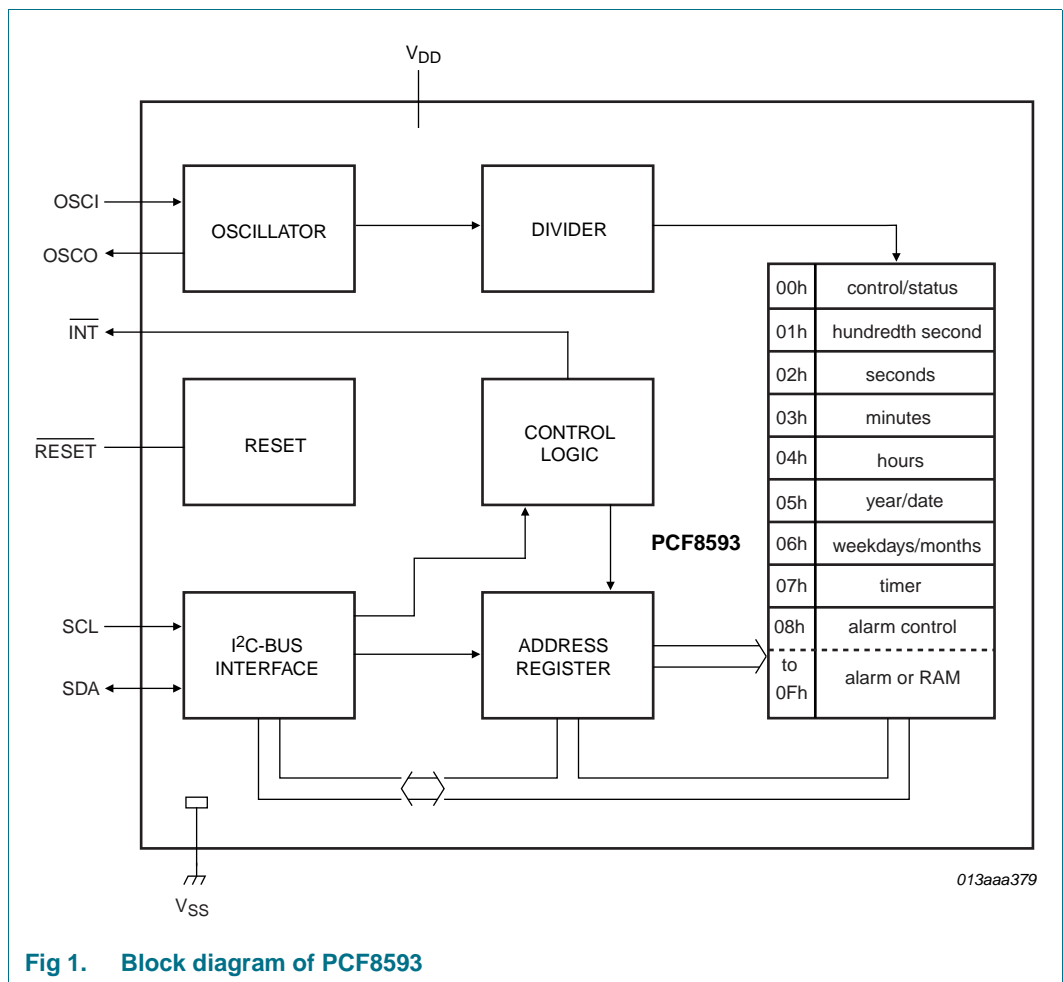 VDD
OSCI
OSCO
OSCILLATOR
DIVIDER
INT
RESET
RESET
CONTROL
LOGIC
PCF8593
SCL
SDA
I2C-BUS
INTERFACE
ADDRESS
REGISTER
00h control/status
01h hundredth second
02h seconds
03h minutes
04h hours
05h year/date
06h weekdays/months
07h timer
08h alarm control
to
0Fh
alarm or RAM
VSS
013aaa379
Fig 1. Block diagram of PCF8593